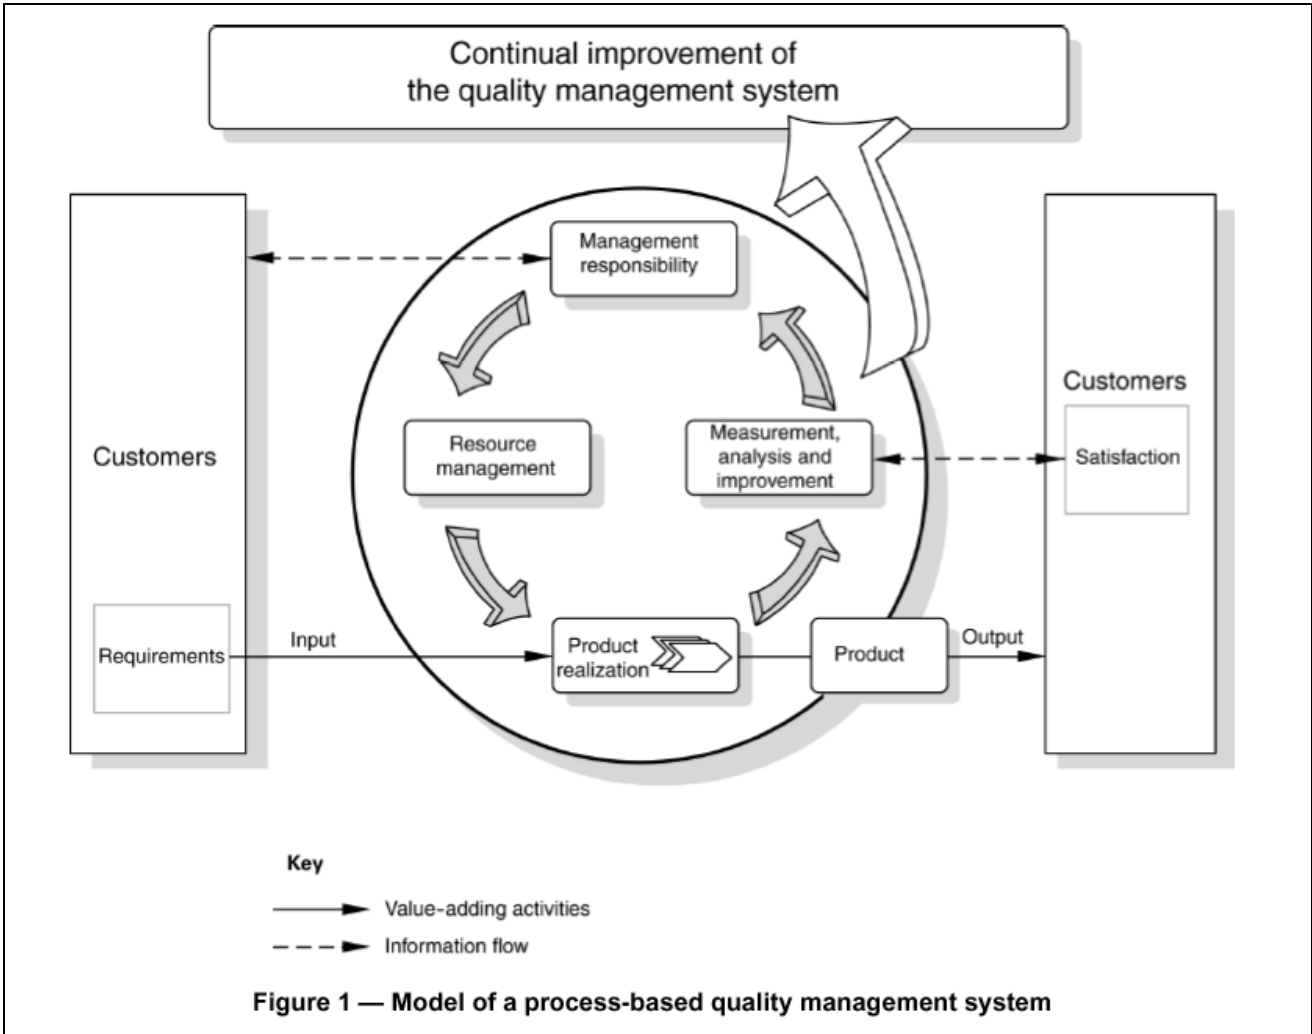 Continual improvement of
the quality management system
Management
responsibility
Customers
Resource
management
Measurement,
analysis and
improvement
Customers
Satisfaction
Requirements
Input
Product
realization
Product
Output
Key
Value-adding activities
Information flow
Figure 1 — Model of a process-based quality management system